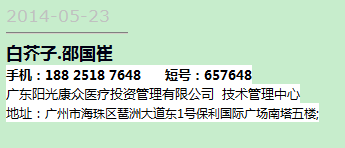 2014-05-23
白芥子.邵国崔
手机：188 2518 7648 短号：657648
广东阳光康众医疗投资管理有限公司 技术管理中心
地址：广州市海珠区琶洲大道东1号保利国际广场南塔五楼;